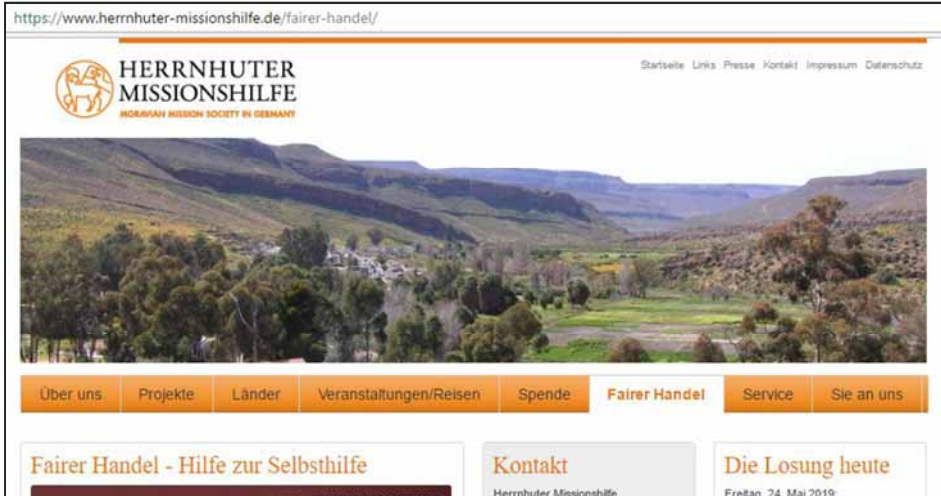 https://www.herrnhuter-missionshilfe.de/fairer-handel/
Startseite Links Presse Kontakt Impressum Datenschutz
HERRNHUTER
MISSIONSHILFE
MORAVIAN MISSION SOCIETY IN GERMANY
Über uns Projekte Länder Veranstaltungen/Reisen Spende Fairer Handel Service Sie an uns
Fairer Handel - Hilfe zur Selbsthilfe
Kontakt
Herrnhuter Missionshilfe
Die Losung heute
Freitag, 24. Mai 2019: